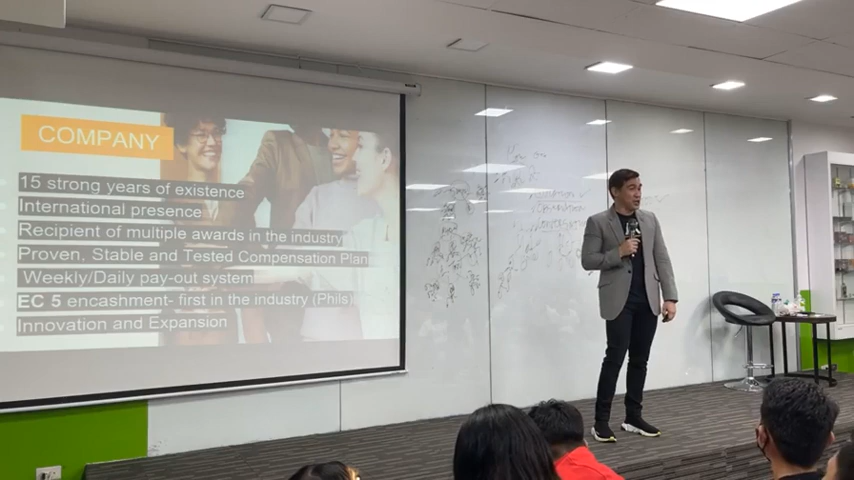 COMPANY
15 strong years of existence
International presence
Recipient of multiple awards in the industry
Proven, Stable and Tested Compensation Plan
Weekly/Daily pay-out system
EC 5 encashment- first in the industry (Phils)
Innovation and Expansion